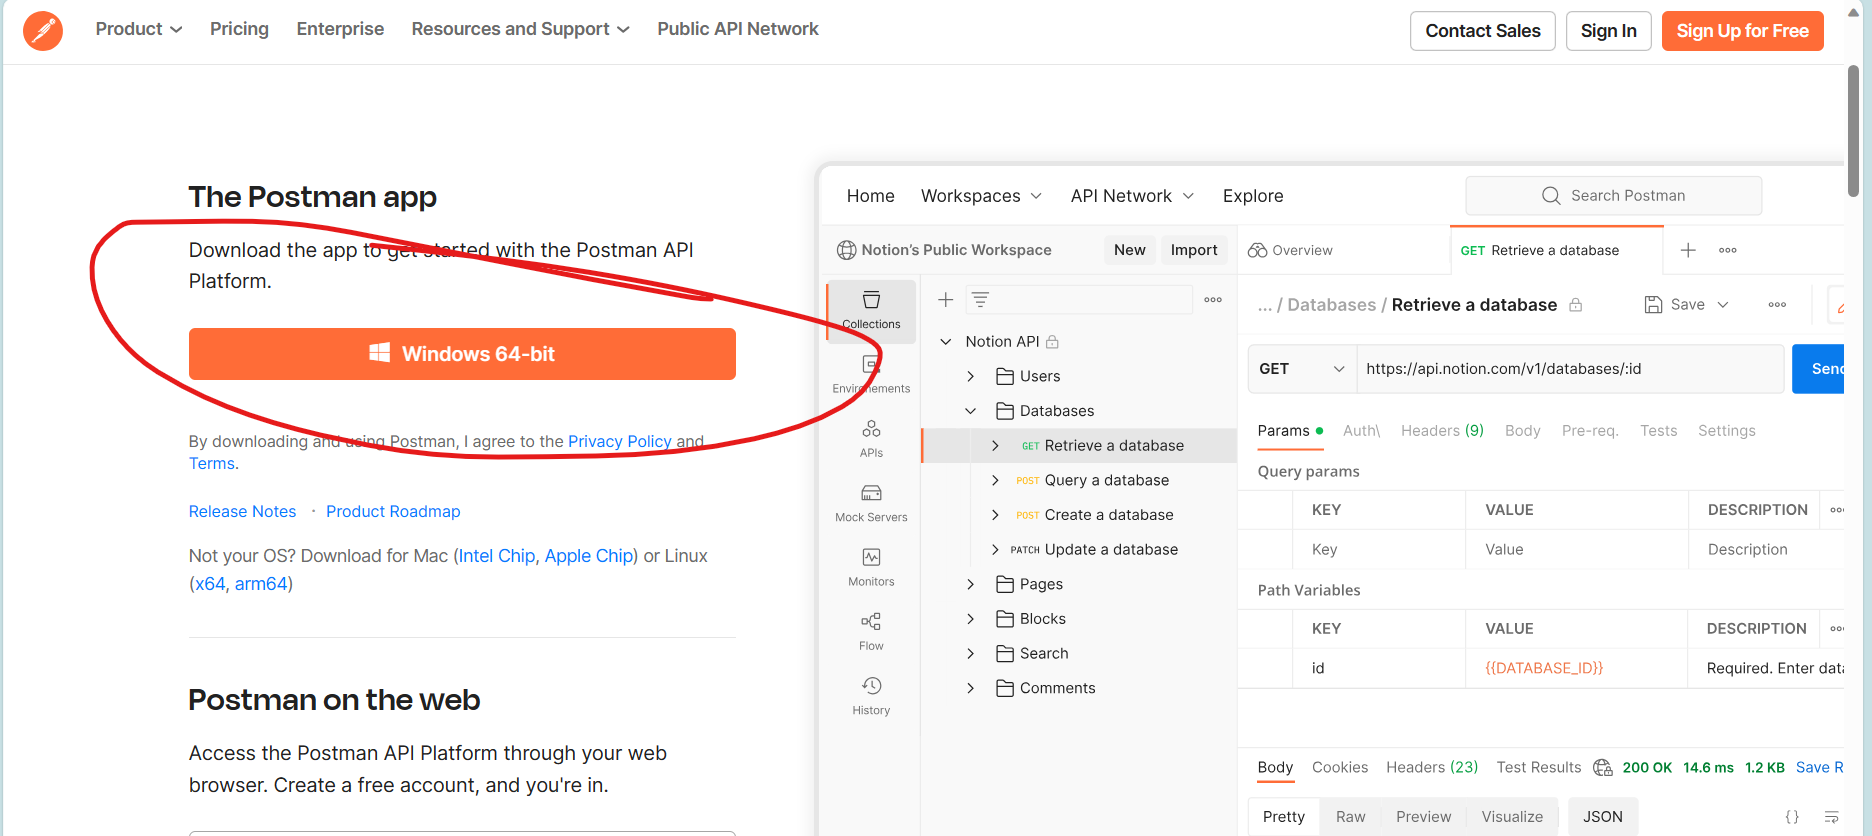 Product
Pricing
Enterprise
Resources and Support
Public API Network
Contact Sales
Sign In
Sign Up for Free
The Postman app
Download the app to get started with the Postman API
Platform.
Windows 64-bit
By downloading and using Postman, I agree to the Privacy Policy and
Terms.
Release Notes · Product Roadmap
Not your OS? Download for Mac (Intel Chip, Apple Chip) or Linux
(x64, arm64)
Postman on the web
Access the Postman API Platform through your web
browser. Create a free account, and you're in.
Home
Workspaces
API Network
Explore
Search Postman
Notion's Public Workspace
New
Import
Collections
Environements
APIs
Mock Servers
Monitors
Flow
History
Notion API
Users
Databases
GET Retrieve a database
POST Query a database
POST Create a database
PATCH Update a database
Pages
Blocks
Search
Comments
Overview
GET Retrieve a database
... / Databases / Retrieve a database
Save
GET
https://api.notion.com/v1/databases/:id
Send
Params
Auth\
Headers (9)
Body
Pre-req.
Tests
Settings
Query params
KEY VALUE DESCRIPTION
Key Value Description
Path Variables
KEY VALUE DESCRIPTION
id {{DATABASE_ID}} Required. Enter data
Body
Cookies
Headers (23)
Test Results
200 OK
14.6 ms
1.2 KB
Save R
Pretty
Raw
Preview
Visualize
JSON
{}